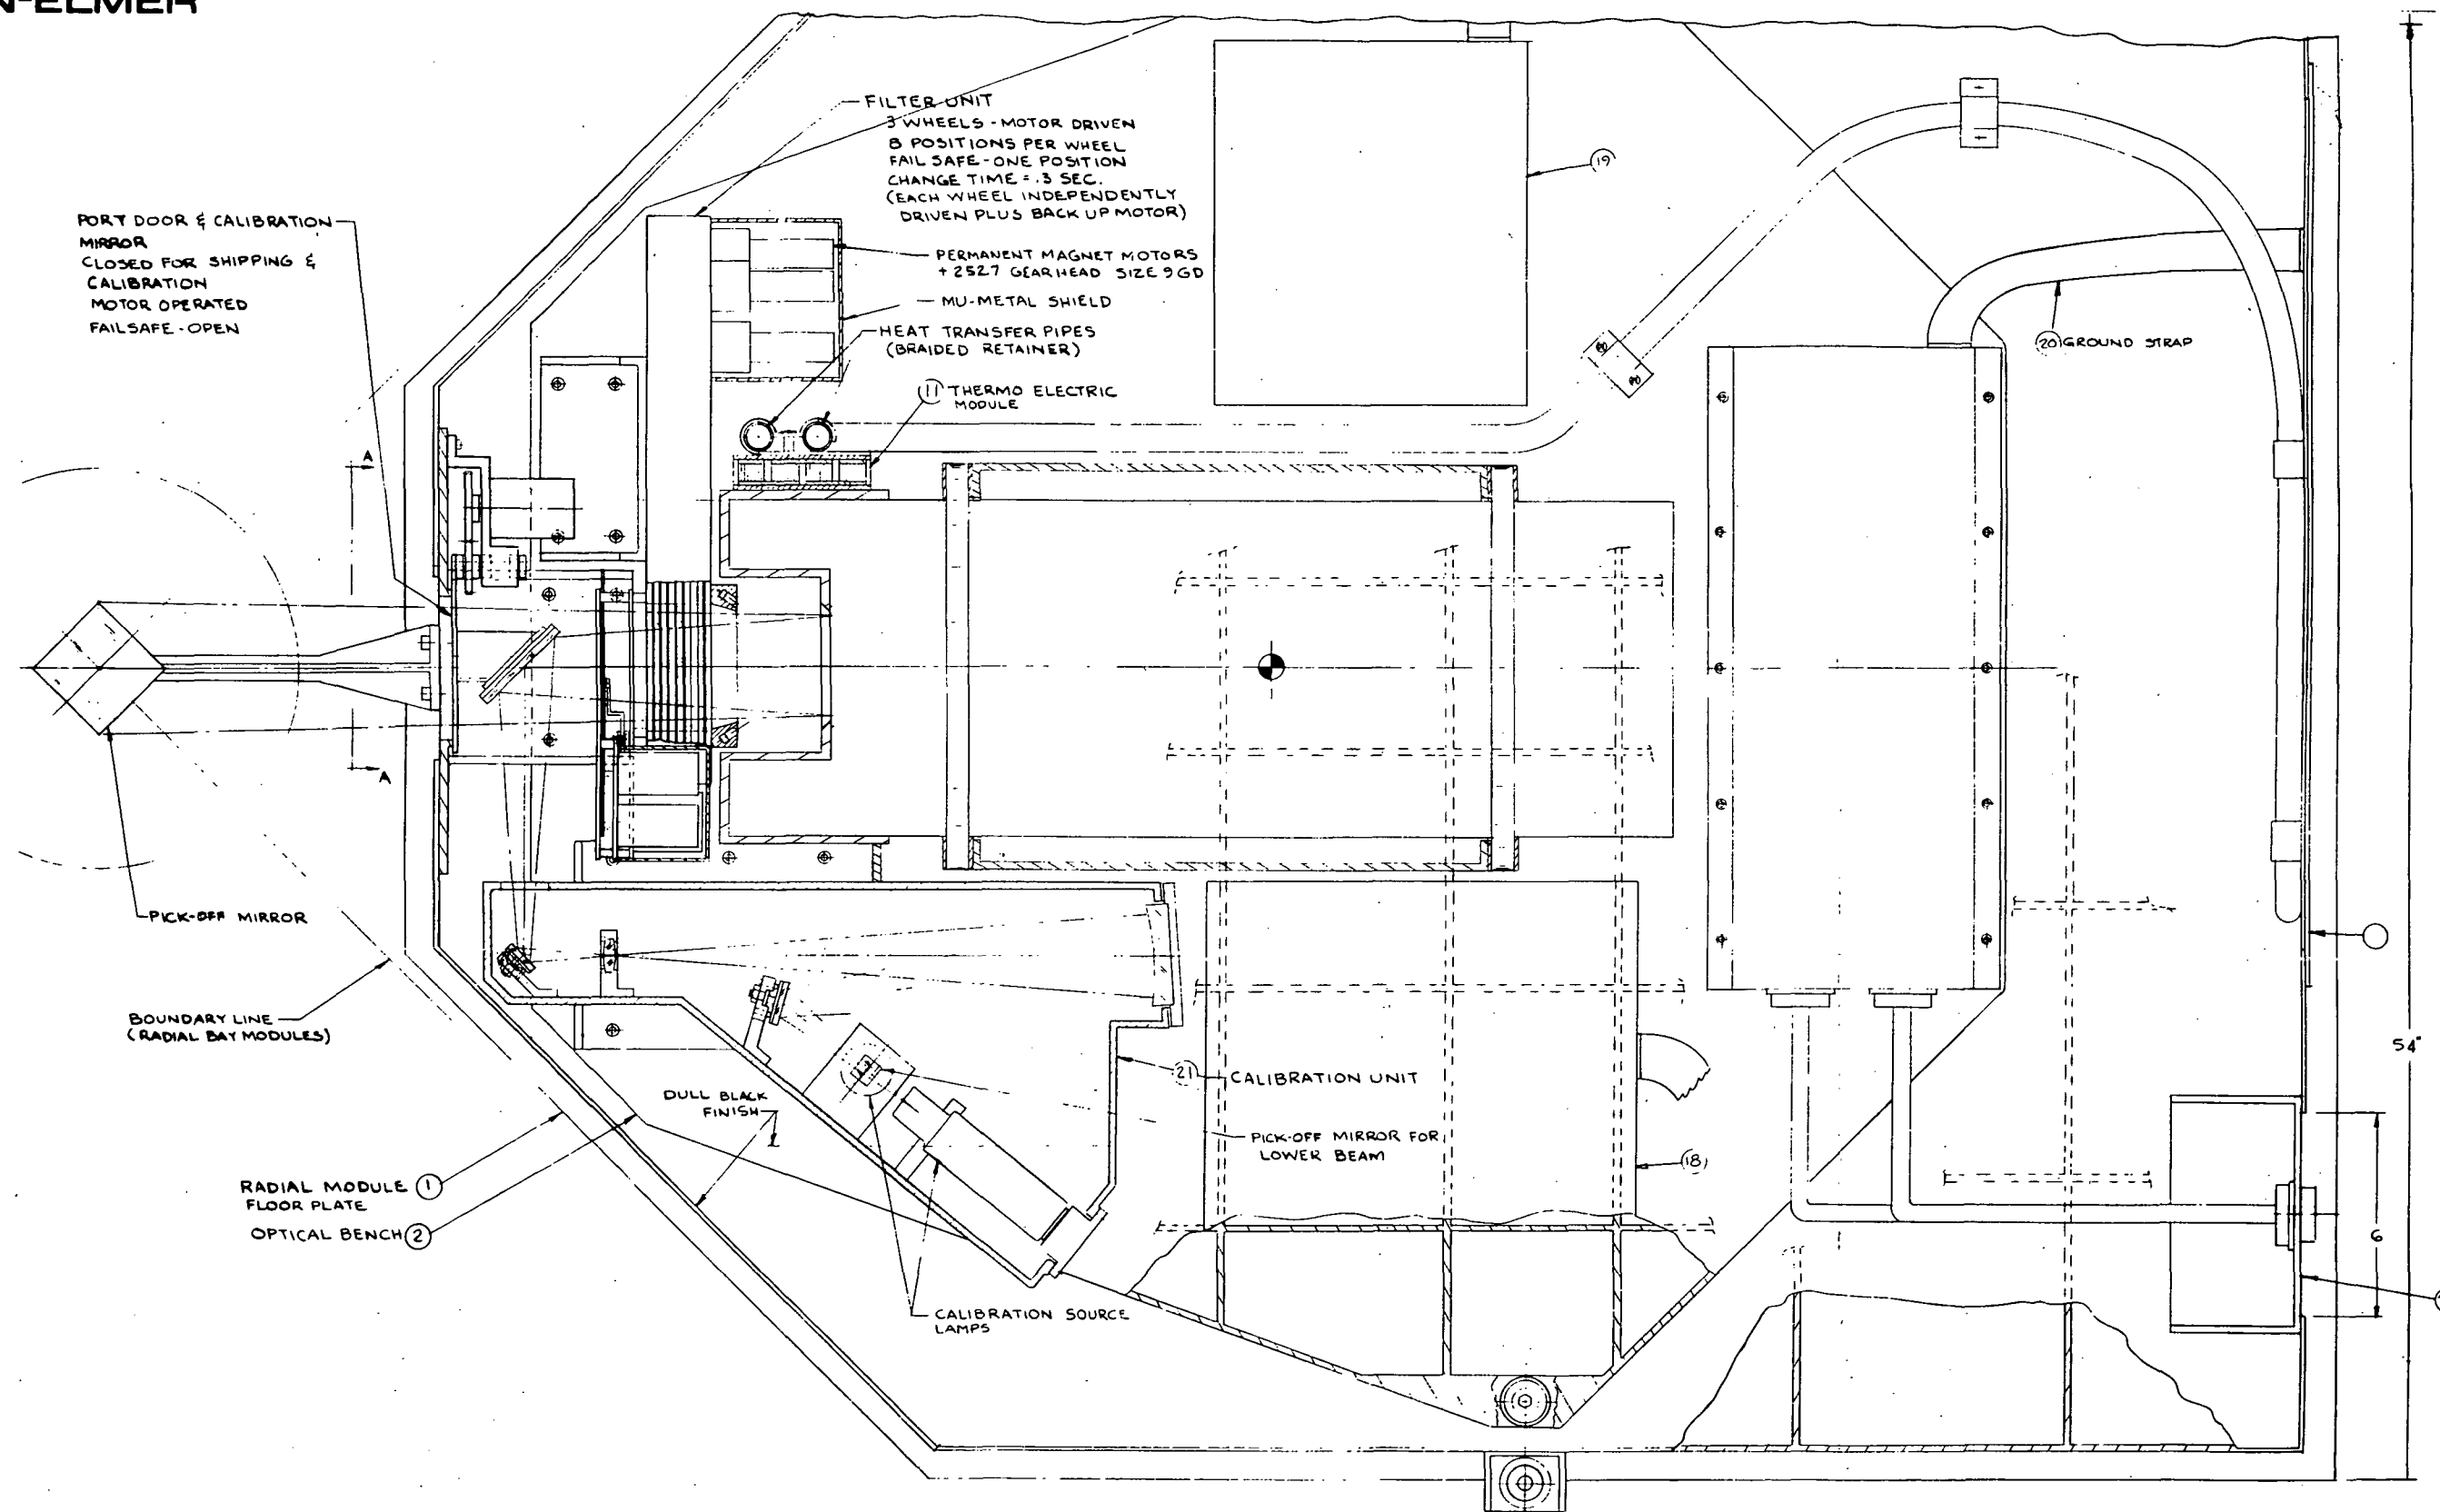 N-ELMER
FILTER UNIT
3 WHEELS - MOTOR DRIVEN
8 POSITIONS PER WHEEL
FAIL SAFE - ONE POSITION
CHANGE TIME = .3 SEC.
(EACH WHEEL INDEPENDENTLY
DRIVEN PLUS BACK UP MOTOR)
PORT DOOR & CALIBRATION
MIRROR
CLOSED FOR SHIPPING &
CALIBRATION
MOTOR OPERATED
FAILSAFE - OPEN
PERMANENT MAGNET MOTORS
+ 252.7 GEARHEAD SIZE 9 GD
MU-METAL SHIELD
HEAT TRANSFER PIPES
(BRAIDED RETAINER)
11 THERMO ELECTRIC
MODULE
19
20 GROUND STRAP
A
A
PICK-OFF MIRROR
BOUNDARY LINE
(RADIAL BAY MODULES)
DULL BLACK
FINISH
21 CALIBRATION UNIT
PICK-OFF MIRROR FOR
LOWER BEAM
18
54"
6
RADIAL MODULE 1
FLOOR PLATE
OPTICAL BENCH 2
CALIBRATION SOURCE
LAMPS